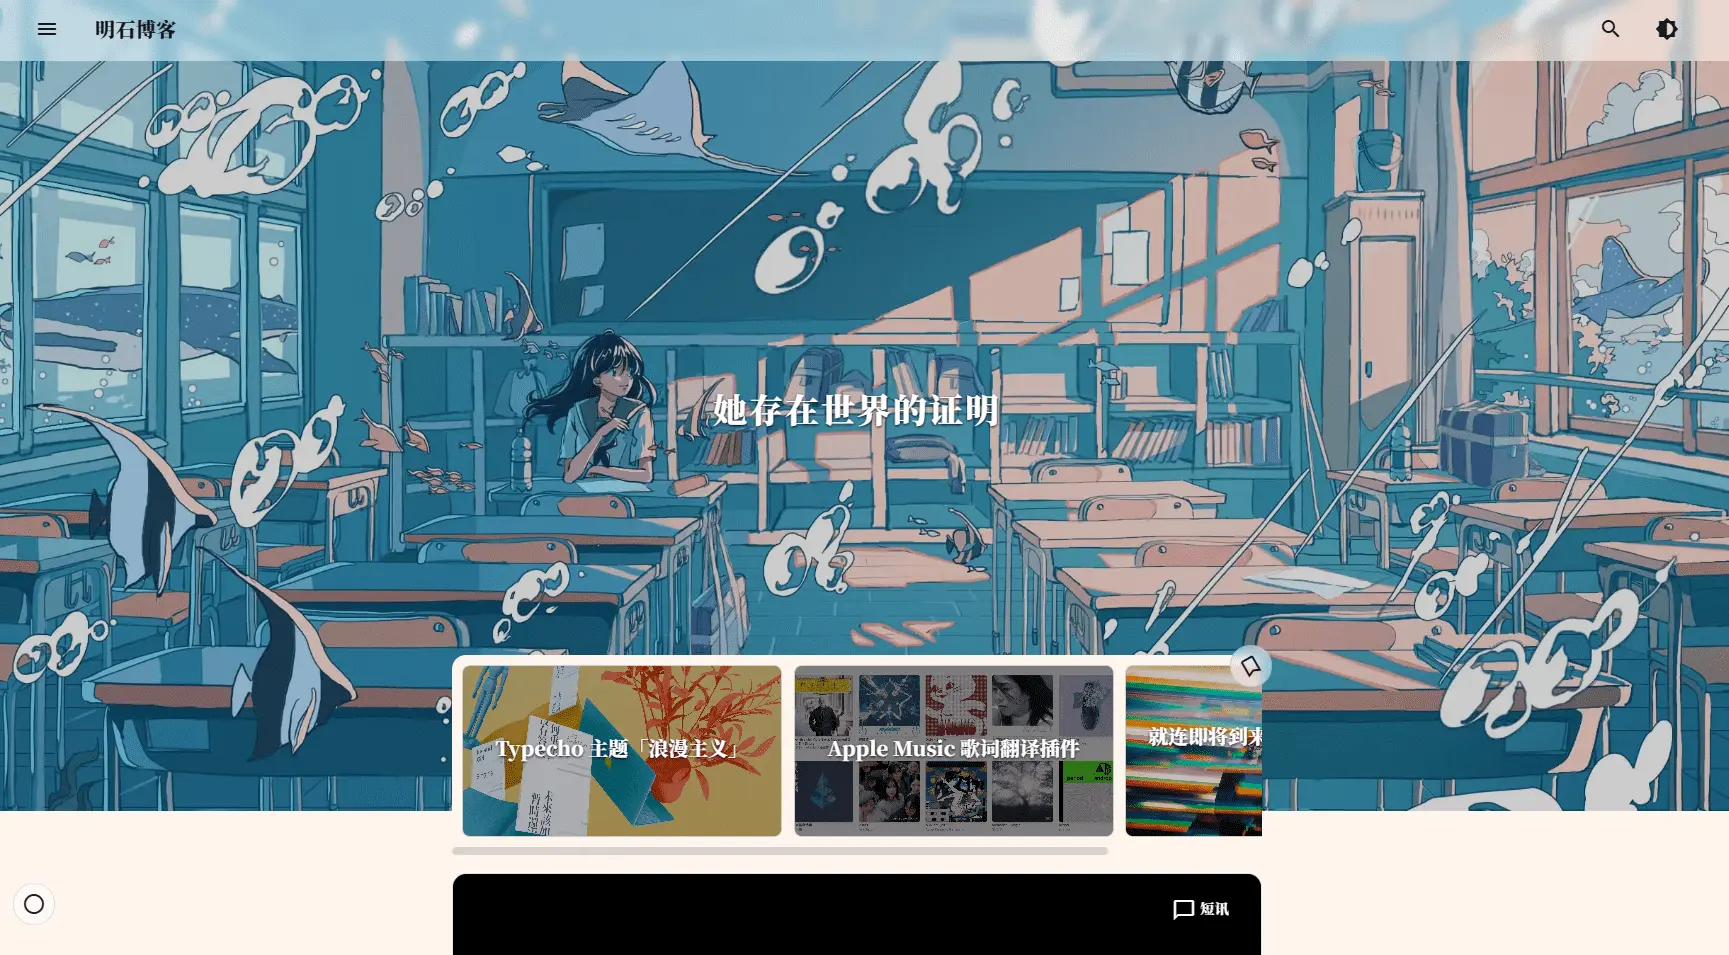 明石博客
她存在世界的证明
Typecho 主题「浪漫主义」
Apple Music 歌词翻译插件
就连即将到来
短讯